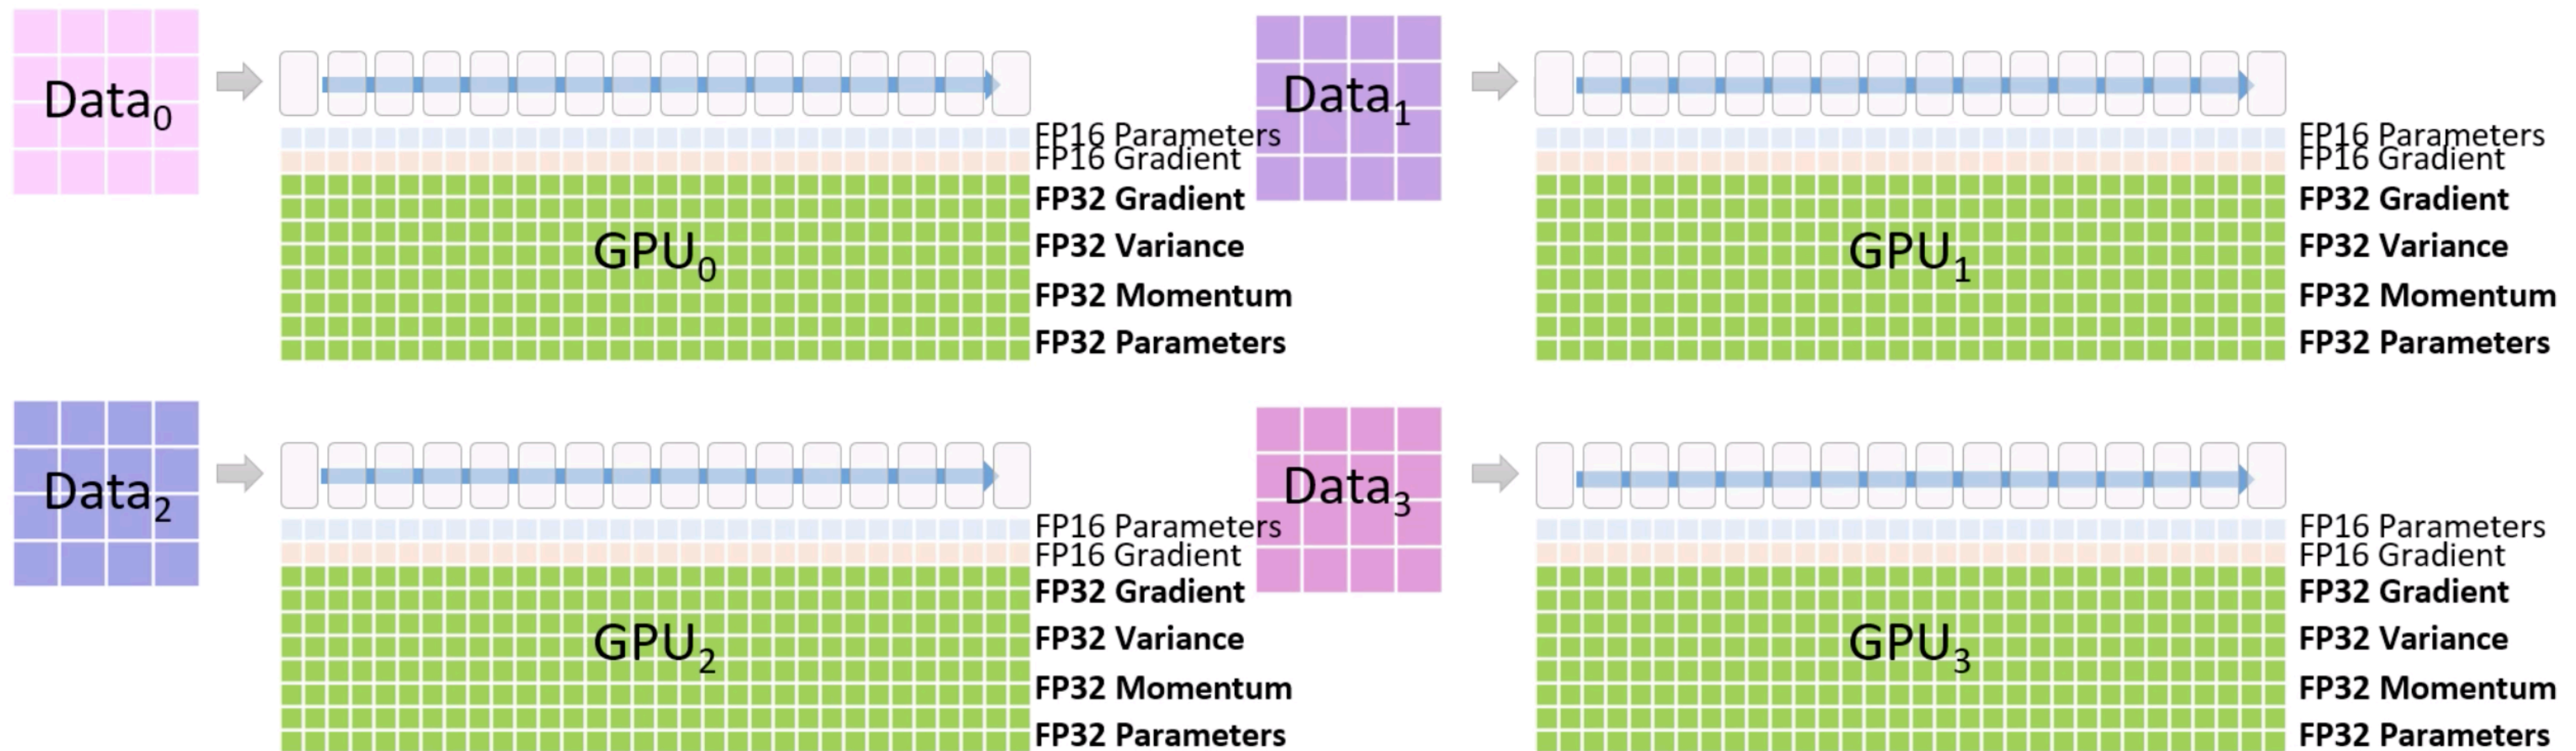 Data0
FP16 Parameters
FP16 Gradient
FP32 Gradient
FP32 Variance
FP32 Momentum
FP32 Parameters
GPU0
Data1
FP16 Parameters
FP16 Gradient
FP32 Gradient
FP32 Variance
FP32 Momentum
FP32 Parameters
GPU1
Data2
FP16 Parameters
FP16 Gradient
FP32 Gradient
FP32 Variance
FP32 Momentum
FP32 Parameters
GPU2
Data3
FP16 Parameters
FP16 Gradient
FP32 Gradient
FP32 Variance
FP32 Momentum
FP32 Parameters
GPU3